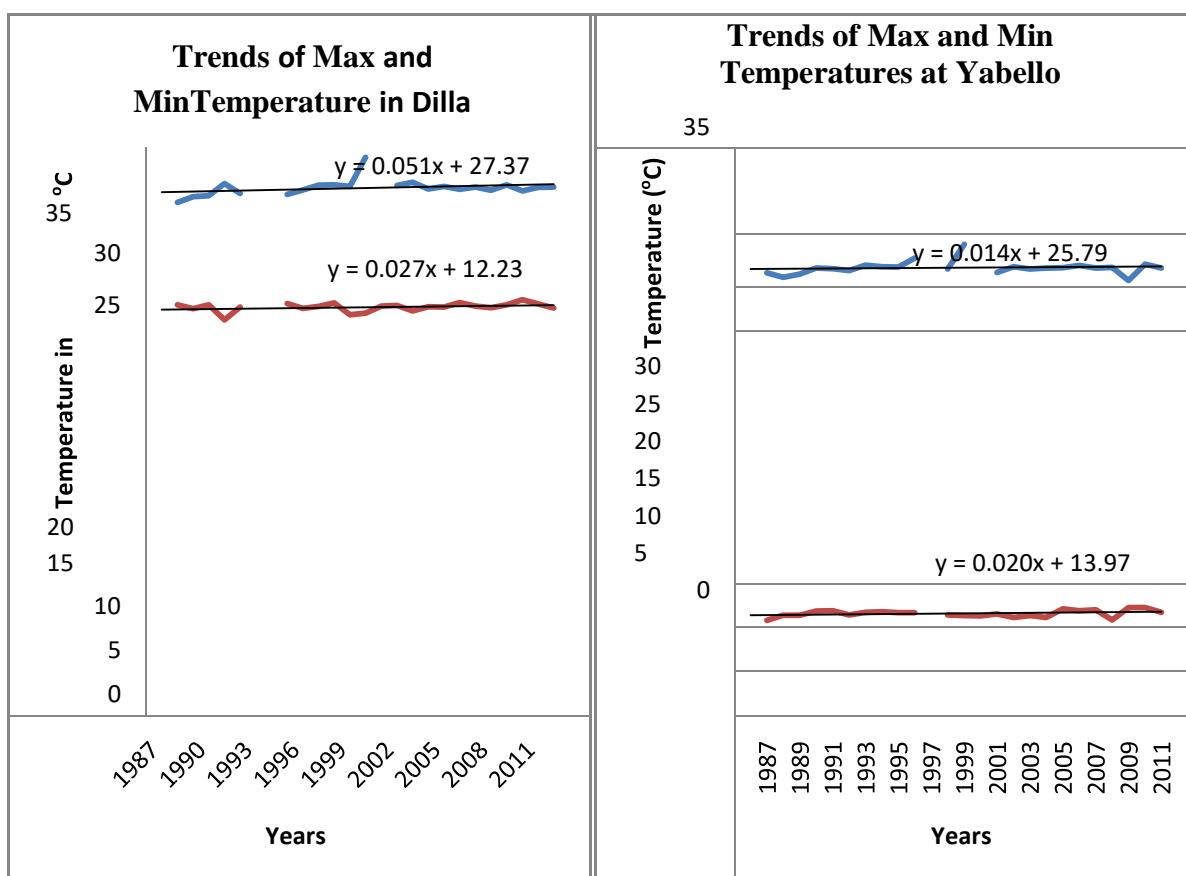 Trends of Max and
MinTemperature in Dilla
y = 0.051x + 27.37
y = 0.027x + 12.23
Temperature in
°C
35
30
25
20
15
10
5
0
1987
1990
1993
1996
1999
2002
2005
2008
2011
Years
Trends of Max and Min
Temperatures at Yabello
35
y = 0.014x + 25.79
Temperature (°C)
30
25
20
15
10
5
0
y = 0.020x + 13.97
1987
1989
1991
1993
1995
1997
1999
2001
2003
2005
2007
2009
2011
Years